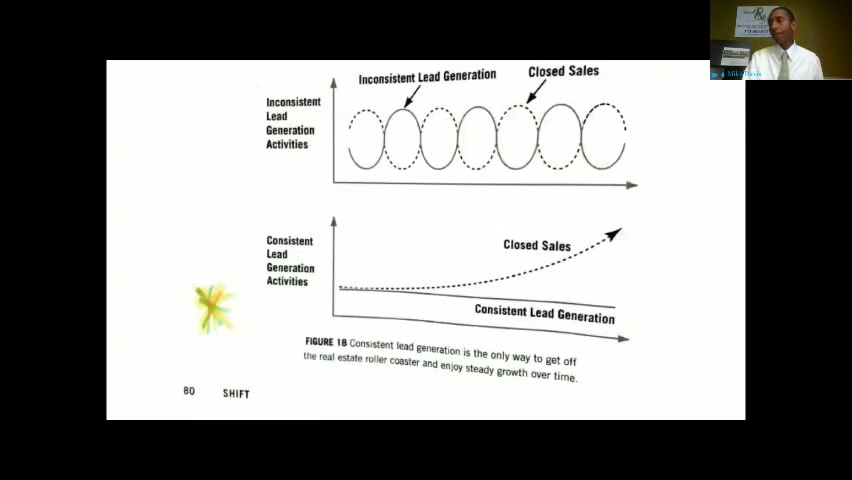 Mike Davis
Inconsistent Lead Generation
Closed Sales
Inconsistent
Lead
Generation
Activities
Consistent
Lead
Generation
Activities
Closed Sales
Consistent Lead Generation
FIGURE 18 Consistent lead generation is the only way to get off
the real estate roller coaster and enjoy steady growth over time.
80 SHIFT